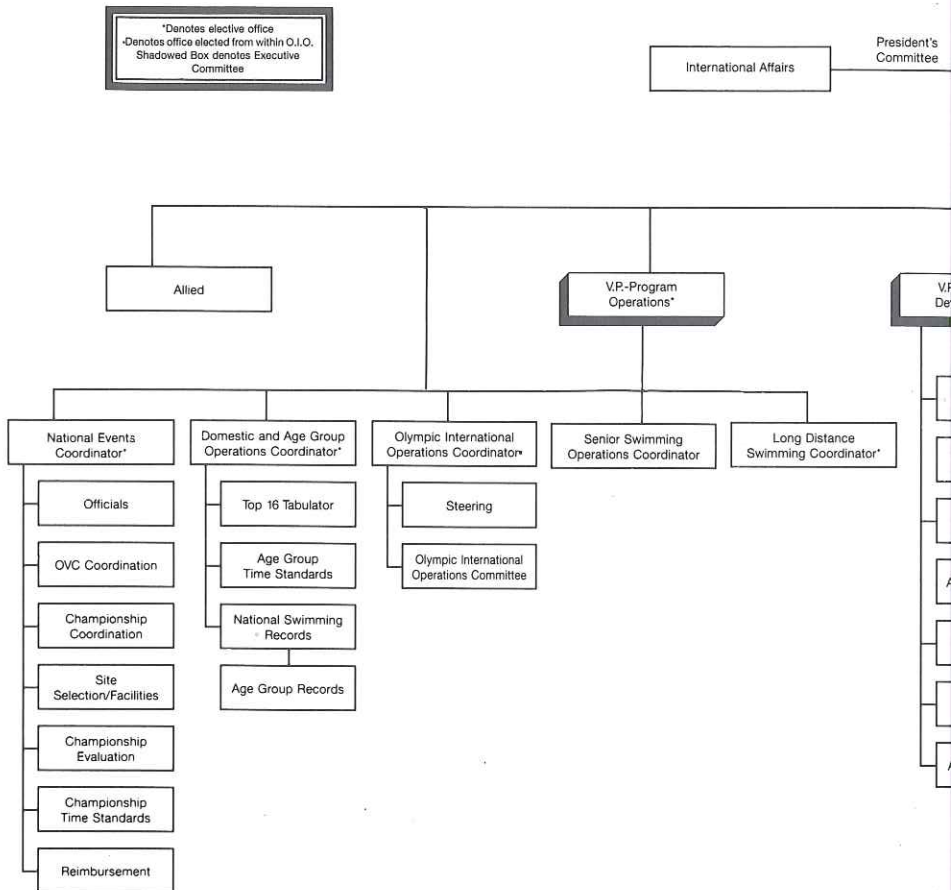 *Denotes elective office
•Denotes office elected from within O.I.O.
Shadowed Box denotes Executive
Committee
International Affairs
President's
Committee
Allied
V.P.-Program
Operations*
National Events
Coordinator*
Domestic and Age Group
Operations Coordinator*
Olympic International
Operations Coordinator•
Senior Swimming
Operations Coordinator
Long Distance
Swimming Coordinator*
Officials
OVC Coordination
Championship
Coordination
Site
Selection/Facilities
Championship
Evaluation
Championship
Time Standards
Reimbursement
Top 16 Tabulator
Age Group
Time Standards
National Swimming
Records
Age Group Records
Steering
Olympic International
Operations Committee